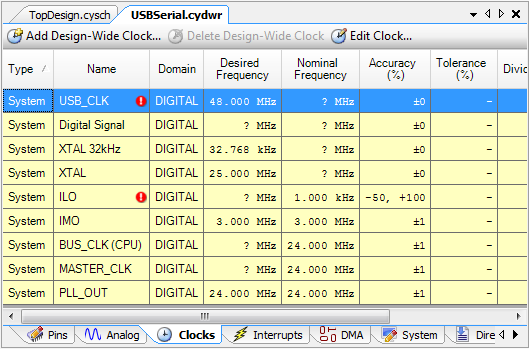 TopDesign.cysch USBSerial.cydwr
Add Design-Wide Clock... Delete Design-Wide Clock Edit Clock...
Type / Name Domain Desired Frequency Nominal Frequency Accuracy (%) Tolerance (%) Divid
System USB_CLK DIGITAL 48.000 MHz ? MHz ±0 -
System Digital Signal DIGITAL ? MHz ? MHz ±0 -
System XTAL 32kHz DIGITAL 32.768 kHz ? MHz ±0 -
System XTAL DIGITAL 25.000 MHz ? MHz ±0 -
System ILO DIGITAL ? MHz 1.000 kHz -50, +100 -
System IMO DIGITAL 3.000 MHz 3.000 MHz ±1 -
System BUS_CLK (CPU) DIGITAL ? MHz 24.000 MHz ±1 -
System MASTER_CLK DIGITAL ? MHz 24.000 MHz ±1 -
System PLL_OUT DIGITAL 24.000 MHz 24.000 MHz ±1 -
Pins Analog Clocks Interrupts DMA System Dire